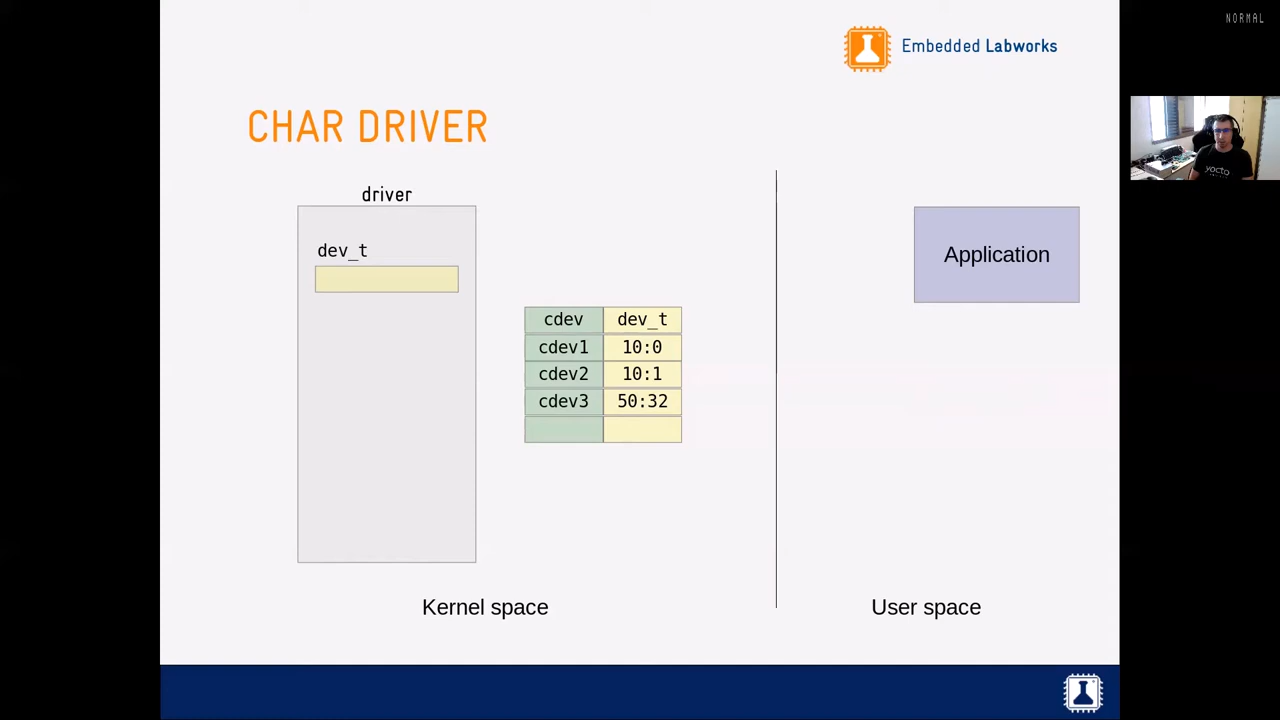 NORMAL
Embedded Labworks
CHAR DRIVER
driver
dev_t
cdev dev_t
cdev1 10:0
cdev2 10:1
cdev3 50:32
Application
Kernel space
User space
yocto